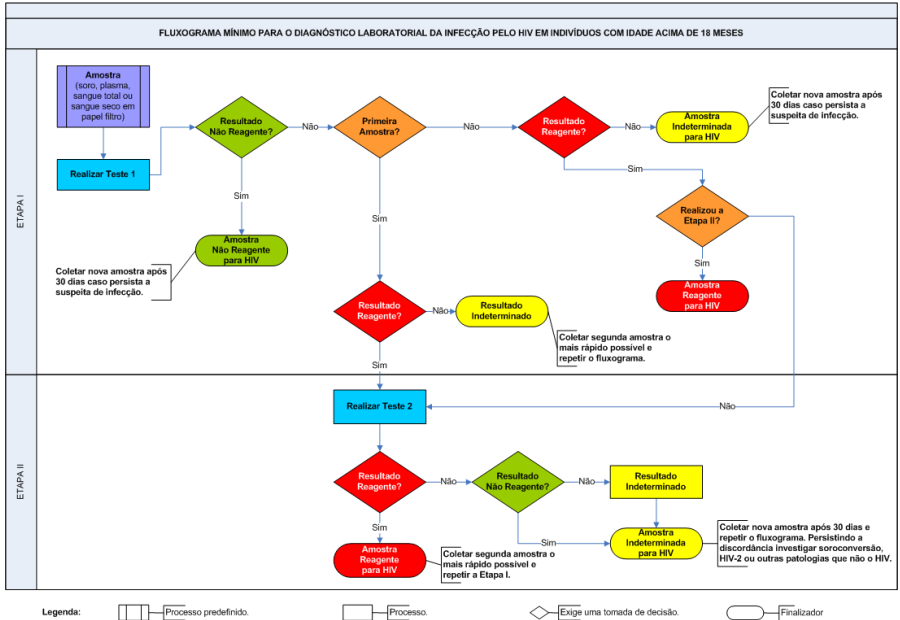 FLUXOGRAMA MÍNIMO PARA O DIAGNÓSTICO LABORATORIAL DA INFECÇÃO PELO HIV EM INDIVÍDUOS COM IDADE ACIMA DE 18 MESES
ETAPA I
Amostra
(soro, plasma,
sangue total ou
sangue seco em
papel filtro)
Realizar Teste 1
Resultado
Não Reagente?
Não
Primeira
Amostra?
Não
Resultado
Reagente?
Não
Amostra
Indeterminada
para HIV
Coletar nova amostra após
30 dias caso persista a
suspeita de infecção.
Sim
Sim
Sim
Realizou a
Etapa II?
Amostra
Não Reagente
para HIV
Coletar nova amostra após
30 dias caso persista a
suspeita de infecção.
Sim
Amostra
Reagente
para HIV
Resultado
Reagente?
Não
Resultado
Indeterminado
Coletar segunda amostra o
mais rápido possível e
repetir o fluxograma.
Sim
ETAPA II
Realizar Teste 2
Não
Resultado
Reagente?
Não
Resultado
Não Reagente?
Não
Resultado
Indeterminado
Sim
Amostra
Reagente
para HIV
Coletar segunda amostra o
mais rápido possível e
repetir a Etapa I.
Sim
Amostra
Indeterminada
para HIV
Coletar nova amostra após 30 dias e
repetir o fluxograma. Persistindo a
discordância investigar soroconversão,
HIV-2 ou outras patologias que não o HIV.
Legenda:
Processo predefinido.
Processo.
Exige uma tomada de decisão.
Finalizador